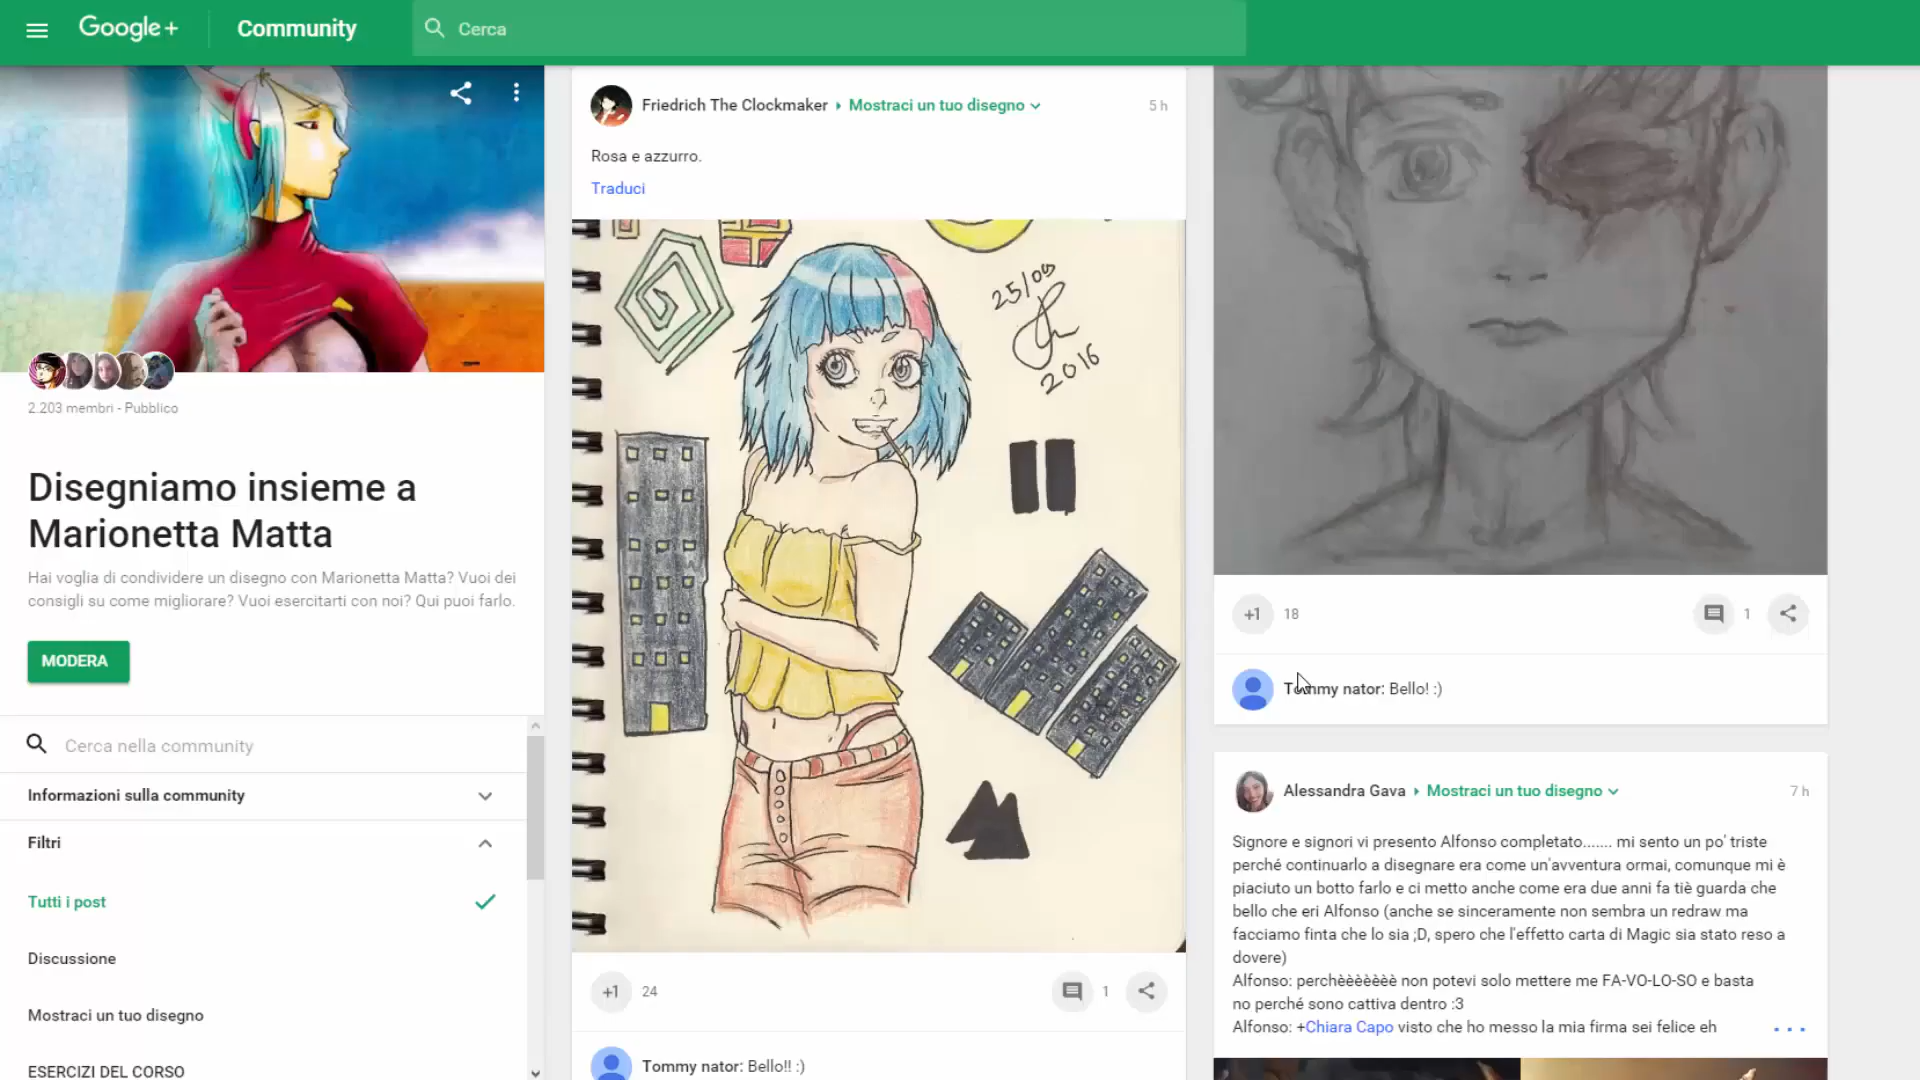 Google+
Community
Cerca
2.203 membri - Pubblico
Disegniamo insieme a
Marionetta Matta
Hai voglia di condividere un disegno con Marionetta Matta? Vuoi dei
consigli su come migliorare? Vuoi esercitarti con noi? Qui puoi farlo.
MODERA
Cerca nella community
Informazioni sulla community
Filtri
Tutti i post
Discussione
Mostraci un tuo disegno
ESERCIZI DEL CORSO
Friedrich The Clockmaker
Mostraci un tuo disegno
5 h
Rosa e azzurro.
Traduci
25/09
2016
+1
24
1
Tommy nator: Bello!! :)
+1
18
1
Tommy nator: Bello! :)
Alessandra Gava
Mostraci un tuo disegno
7 h
Signore e signori vi presento Alfonso completato....... mi sento un po' triste
perché continuarlo a disegnare era come un'avventura ormai, comunque mi è
piaciuto un botto farlo e ci metto anche come era due anni fa tiè guarda che
bello che eri Alfonso (anche se sinceramente non sembra un redraw ma
facciamo finta che lo sia ;D, spero che l'effetto carta di Magic sia stato reso a
dovere)
Alfonso: perchèèèèèèè non potevi solo mettere me FA-VO-LO-SO e basta
no perché sono cattiva dentro :3
Alfonso: +Chiara Capo visto che ho messo la mia firma sei felice eh